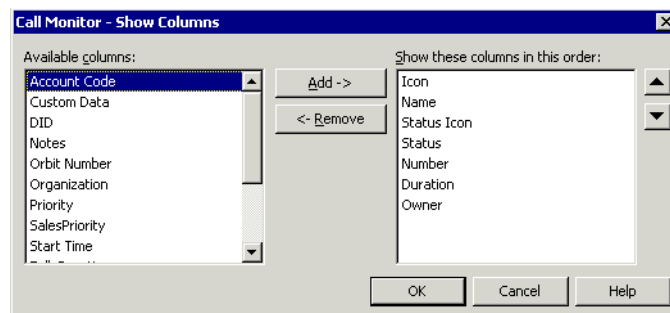 Call Monitor - Show Columns
Available columns:
Account Code
Custom Data
DID
Notes
Orbit Number
Organization
Priority
SalesPriority
Start Time
Add ->
<- Remove
Show these columns in this order:
Icon
Name
Status Icon
Status
Number
Duration
Owner
OK
Cancel
Help